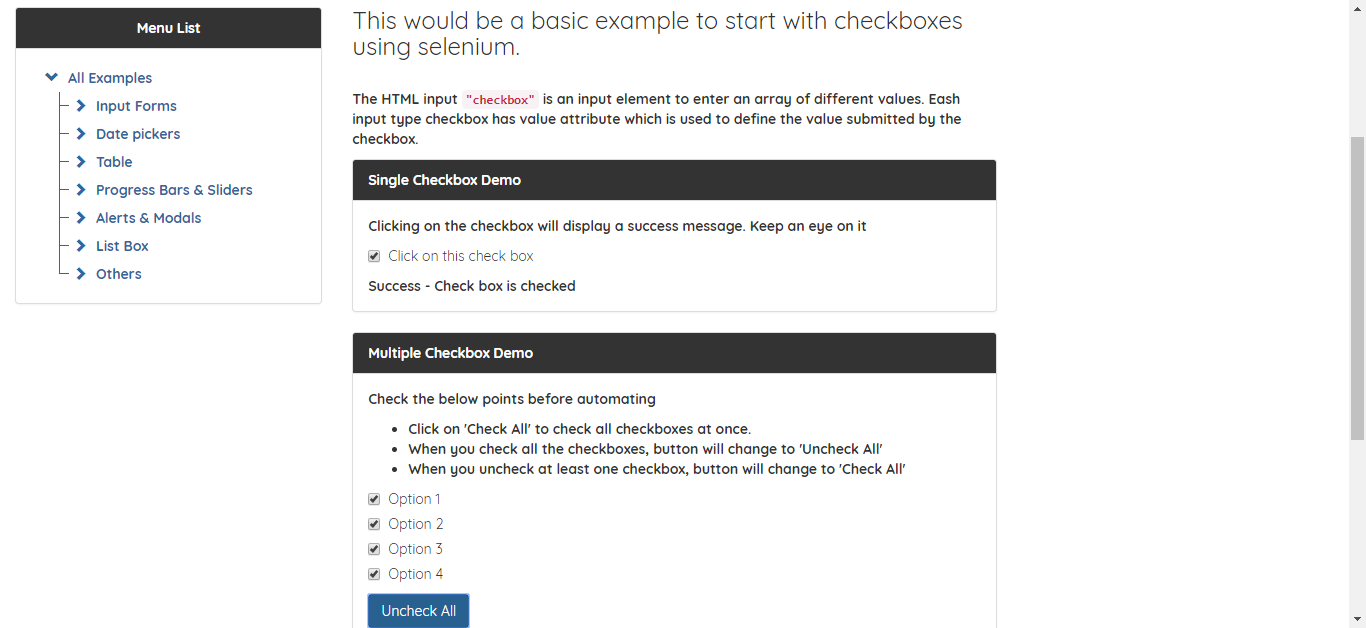 Menu List
All Examples
Input Forms
Date pickers
Table
Progress Bars & Sliders
Alerts & Modals
List Box
Others
This would be a basic example to start with checkboxes
using selenium.
The HTML input "checkbox" is an input element to enter an array of different values. Eash
input type checkbox has value attribute which is used to define the value submitted by the
checkbox.
Single Checkbox Demo
Clicking on the checkbox will display a success message. Keep an eye on it
Click on this check box
Success - Check box is checked
Multiple Checkbox Demo
Check the below points before automating
Click on 'Check All' to check all checkboxes at once.
When you check all the checkboxes, button will change to 'Uncheck All'
When you uncheck at least one checkbox, button will change to 'Check All'
Option 1
Option 2
Option 3
Option 4
Uncheck All